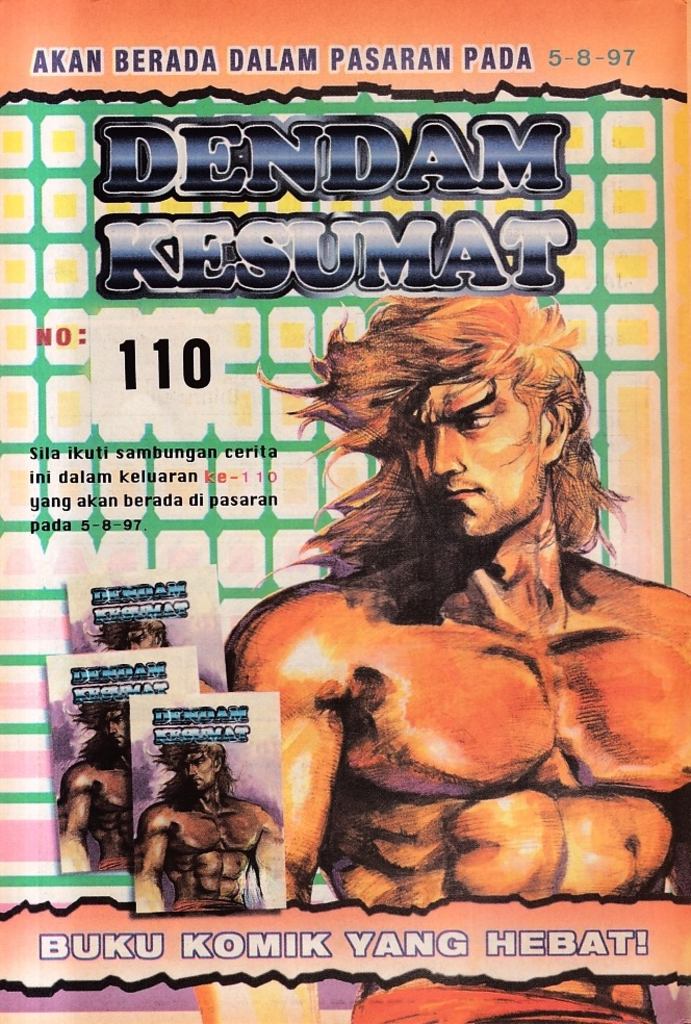 AKAN BERADA DALAM PASARAN PADA 5-8-97
DENDAM
KESUMAT
NO:
110
Sila ikuti sambungan cerita
ini dalam keluaran ke-110
yang akan berada di pasaran
pada 5-8-97.
DENDAM
KESUMAT
DENDAM
KESUMAT
DENDAM
KESUMAT
BUKU KOMIK YANG HEBAT!